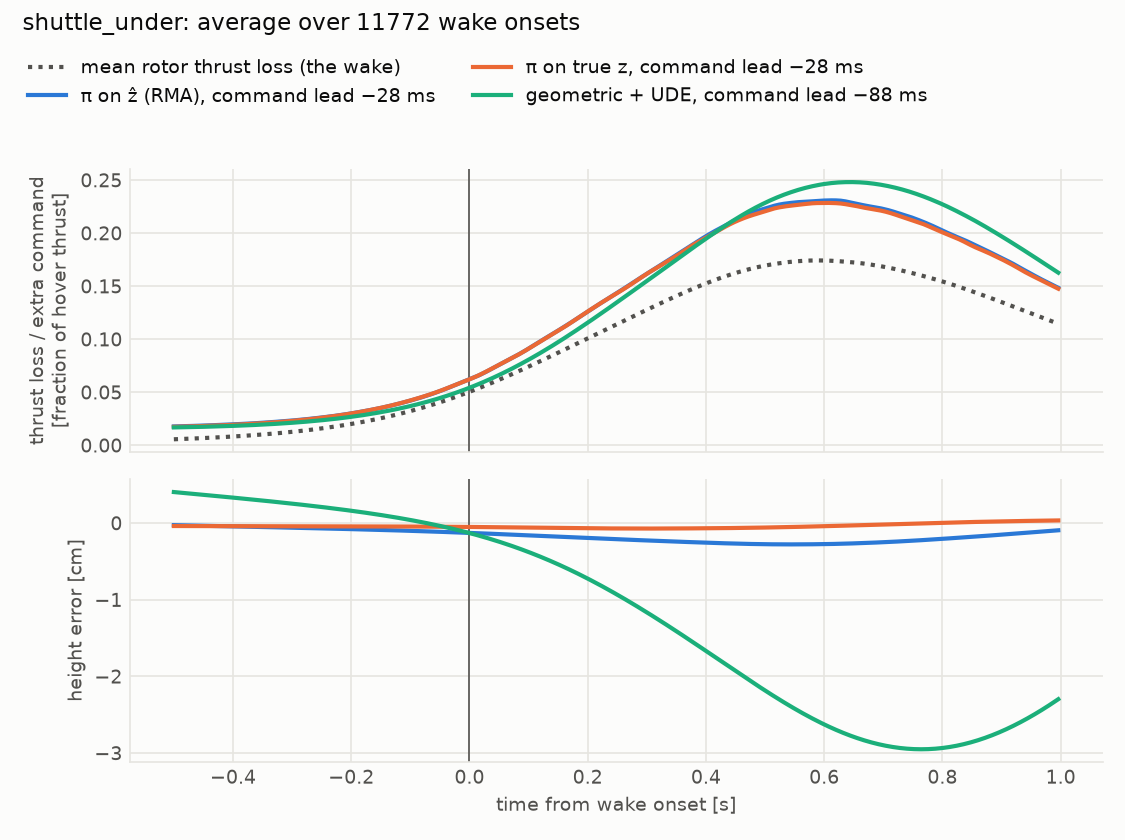 shuttle_under: average over 11772 wake onsets
mean rotor thrust loss (the wake)
π on ẑ (RMA), command lead −28 ms
π on true z, command lead −28 ms
geometric + UDE, command lead −88 ms
thrust loss / extra command
[fraction of hover thrust]
0.25
0.20
0.15
0.10
0.05
0.00
height error [cm]
0
−1
−2
−3
−0.4
−0.2
0.0
0.2
0.4
0.6
0.8
1.0
time from wake onset [s]